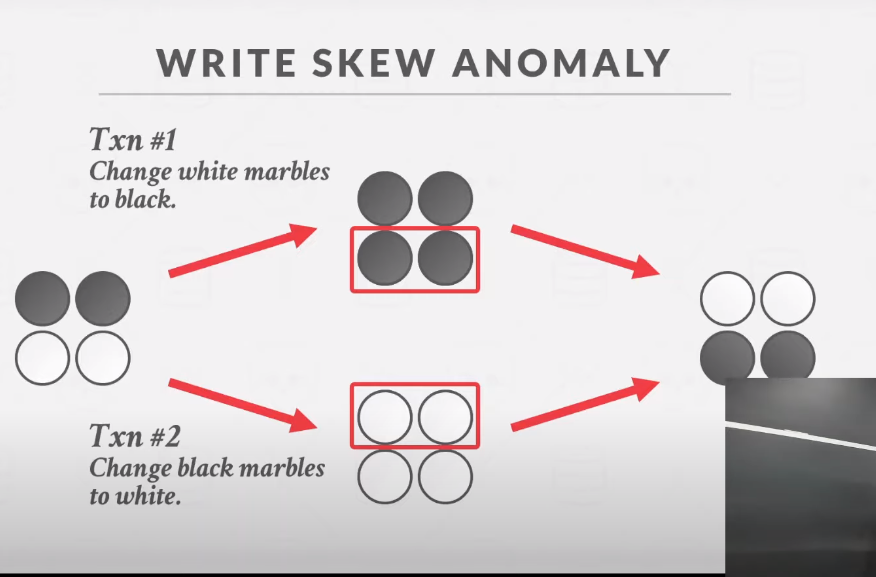 WRITE SKEW ANOMALY
Txn #1
Change white marbles
to black.
Txn #2
Change black marbles
to white.